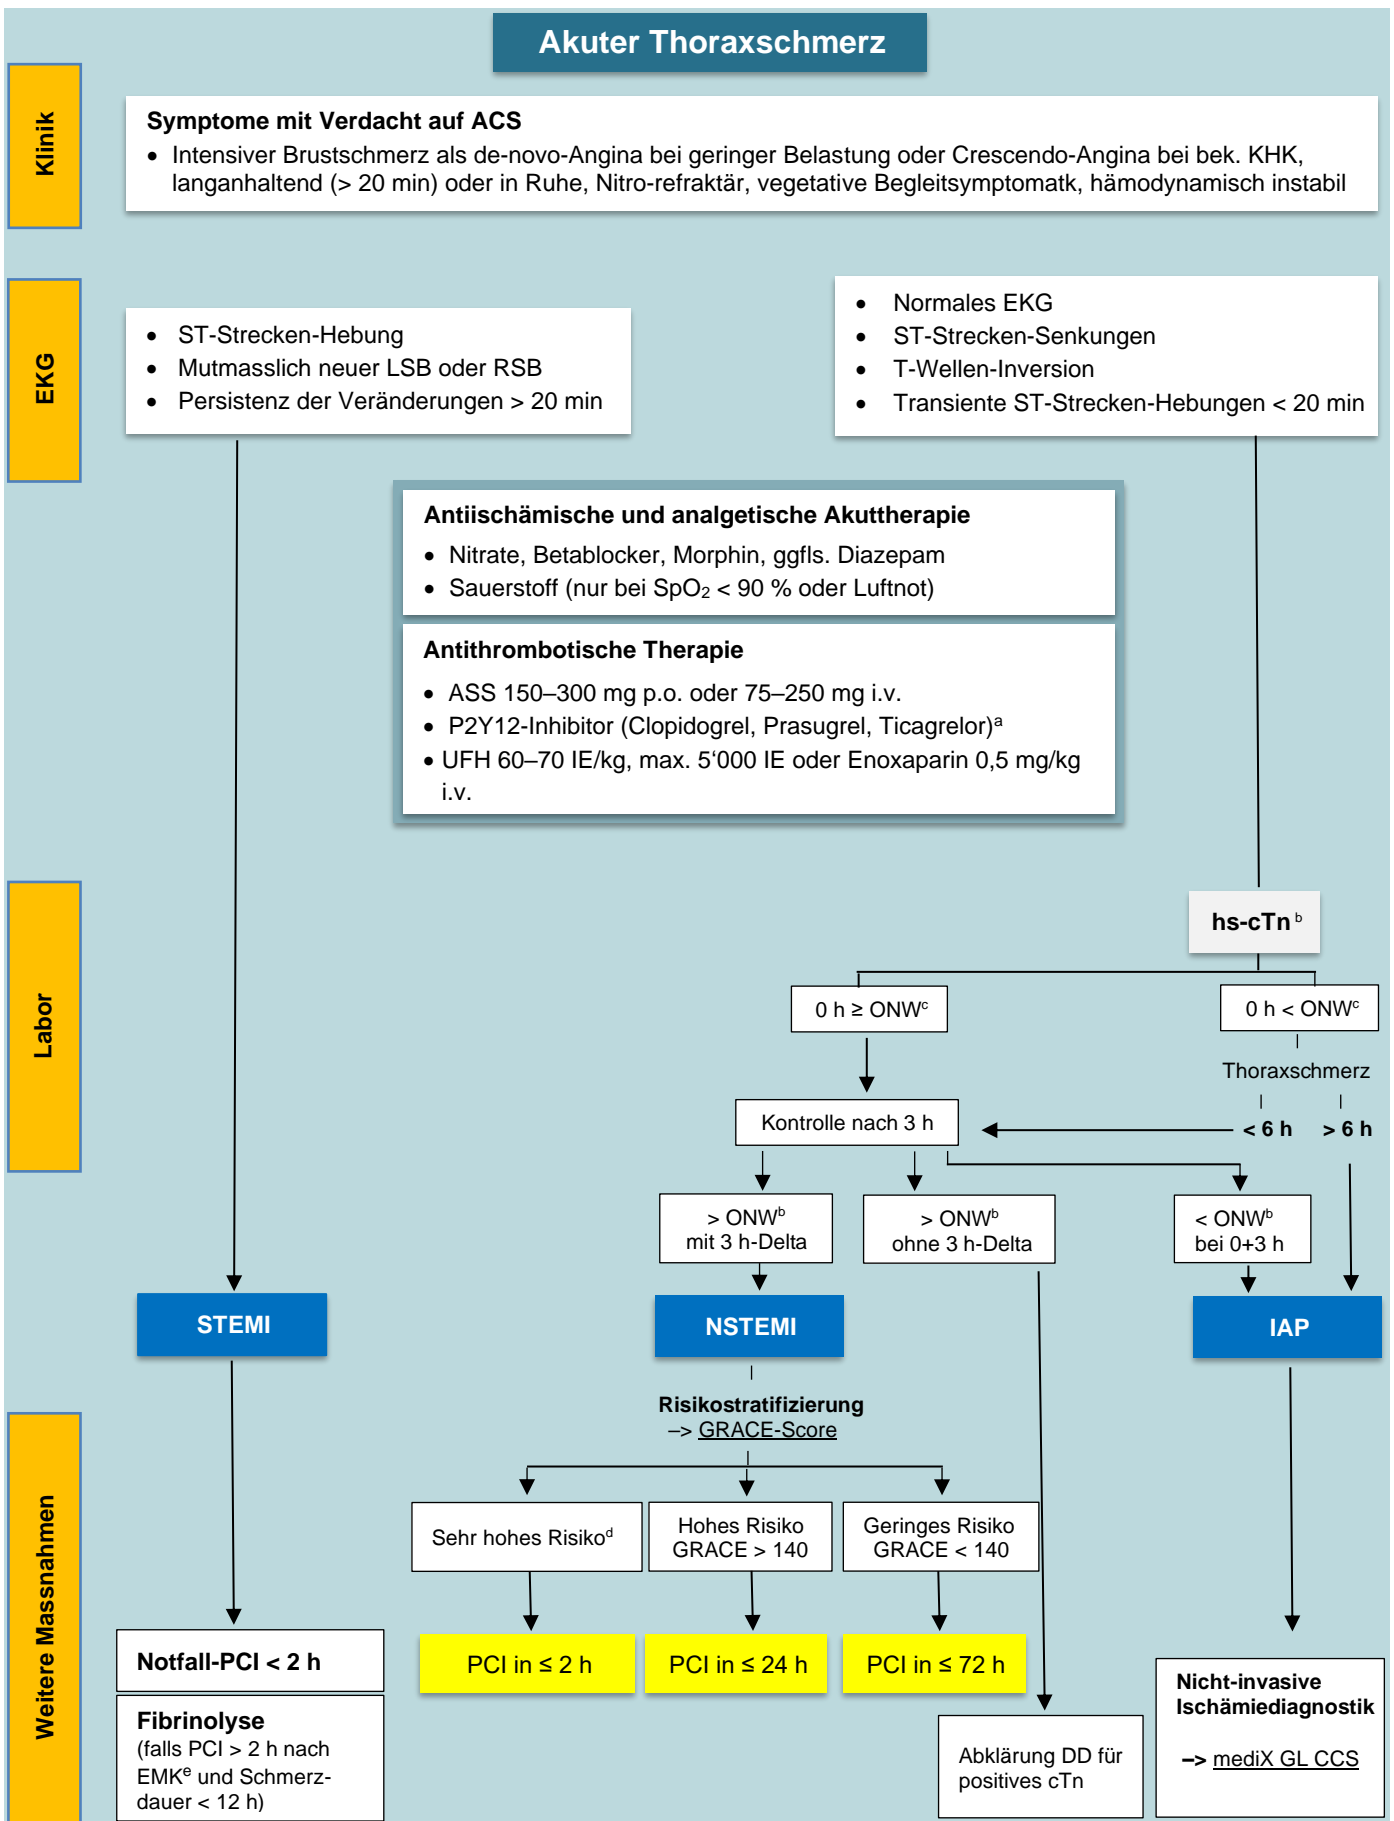 Akuter Thoraxschmerz
Klinik
Symptome mit Verdacht auf ACS
• Intensiver Brustschmerz als de-novo-Angina bei geringer Belastung oder Crescendo-Angina bei bek. KHK,
langanhaltend (> 20 min) oder in Ruhe, Nitro-refraktär, vegetative Begleitsymptomatk, hämodynamisch instabil
EKG
• ST-Strecken-Hebung
• Mutmasslich neuer LSB oder RSB
• Persistenz der Veränderungen > 20 min
• Normales EKG
• ST-Strecken-Senkungen
• T-Wellen-Inversion
• Transiente ST-Strecken-Hebungen < 20 min
Antiischämische und analgetische Akuttherapie
• Nitrate, Betablocker, Morphin, ggfls. Diazepam
• Sauerstoff (nur bei SpO₂ < 90 % oder Luftnot)
Antithrombotische Therapie
• ASS 150–300 mg p.o. oder 75–250 mg i.v.
• P2Y12-Inhibitor (Clopidogrel, Prasugrel, Ticagrelor)ᵃ
• UFH 60–70 IE/kg, max. 5‘000 IE oder Enoxaparin 0,5 mg/kg
i.v.
Labor
hs-cTn ᵇ
0 h ≥ ONWᶜ
0 h < ONWᶜ
Thoraxschmerz
< 6 h > 6 h
Kontrolle nach 3 h
> ONWᵇ
mit 3 h-Delta
> ONWᵇ
ohne 3 h-Delta
< ONWᵇ
bei 0+3 h
STEMI
NSTEMI
IAP
Weitere Massnahmen
Risikostratifizierung
–> GRACE-Score
Sehr hohes Risikoᵈ
Hohes Risiko
GRACE > 140
Geringes Risiko
GRACE < 140
Notfall-PCI < 2 h
PCI in ≤ 2 h
PCI in ≤ 24 h
PCI in ≤ 72 h
Fibrinolyse
(falls PCI > 2 h nach
EMKᵉ und Schmerz-
dauer < 12 h)
Abklärung DD für
positives cTn
Nicht-invasive
Ischämiediagnostik
–> mediX GL CCS